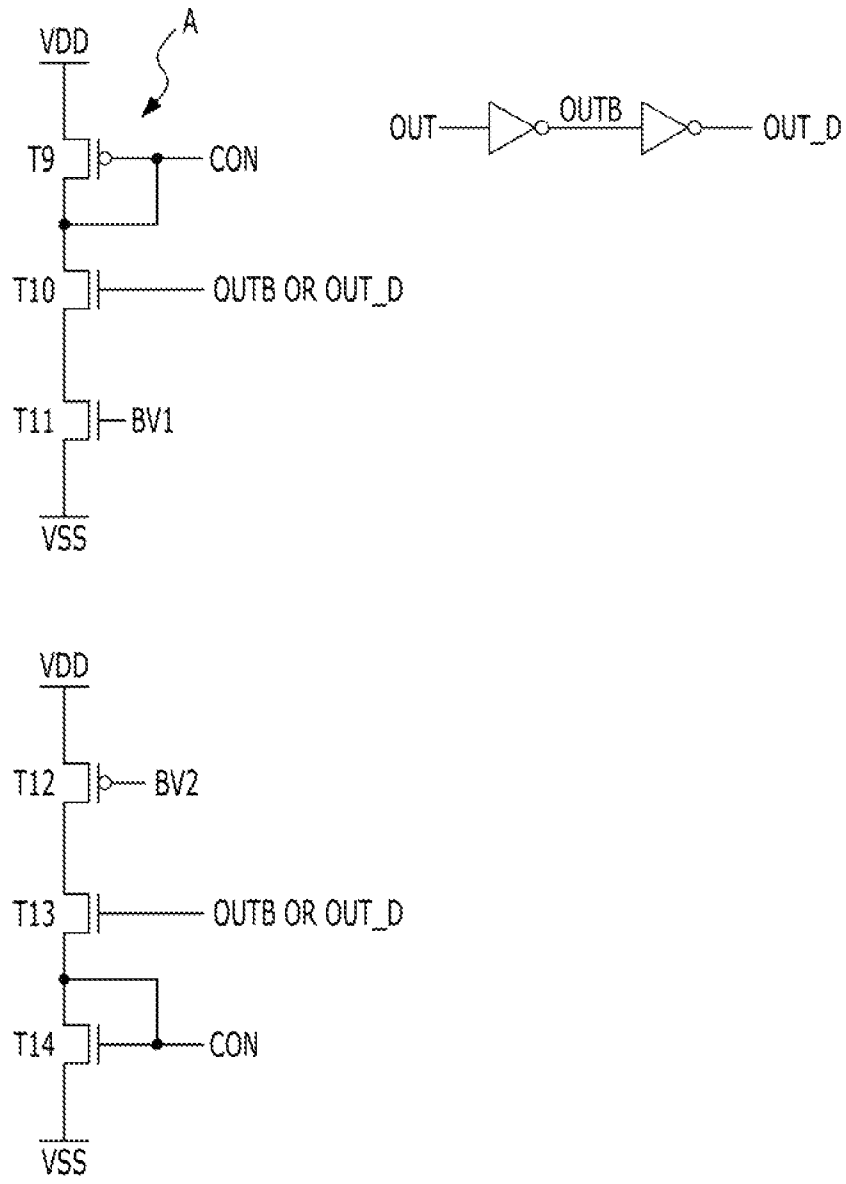 A
VDD
OUT
OUTB
OUT_D
T9
CON
T10
OUTB OR OUT_D
T11
BV1
VSS
VDD
T12
BV2
T13
OUTB OR OUT_D
T14
CON
VSS